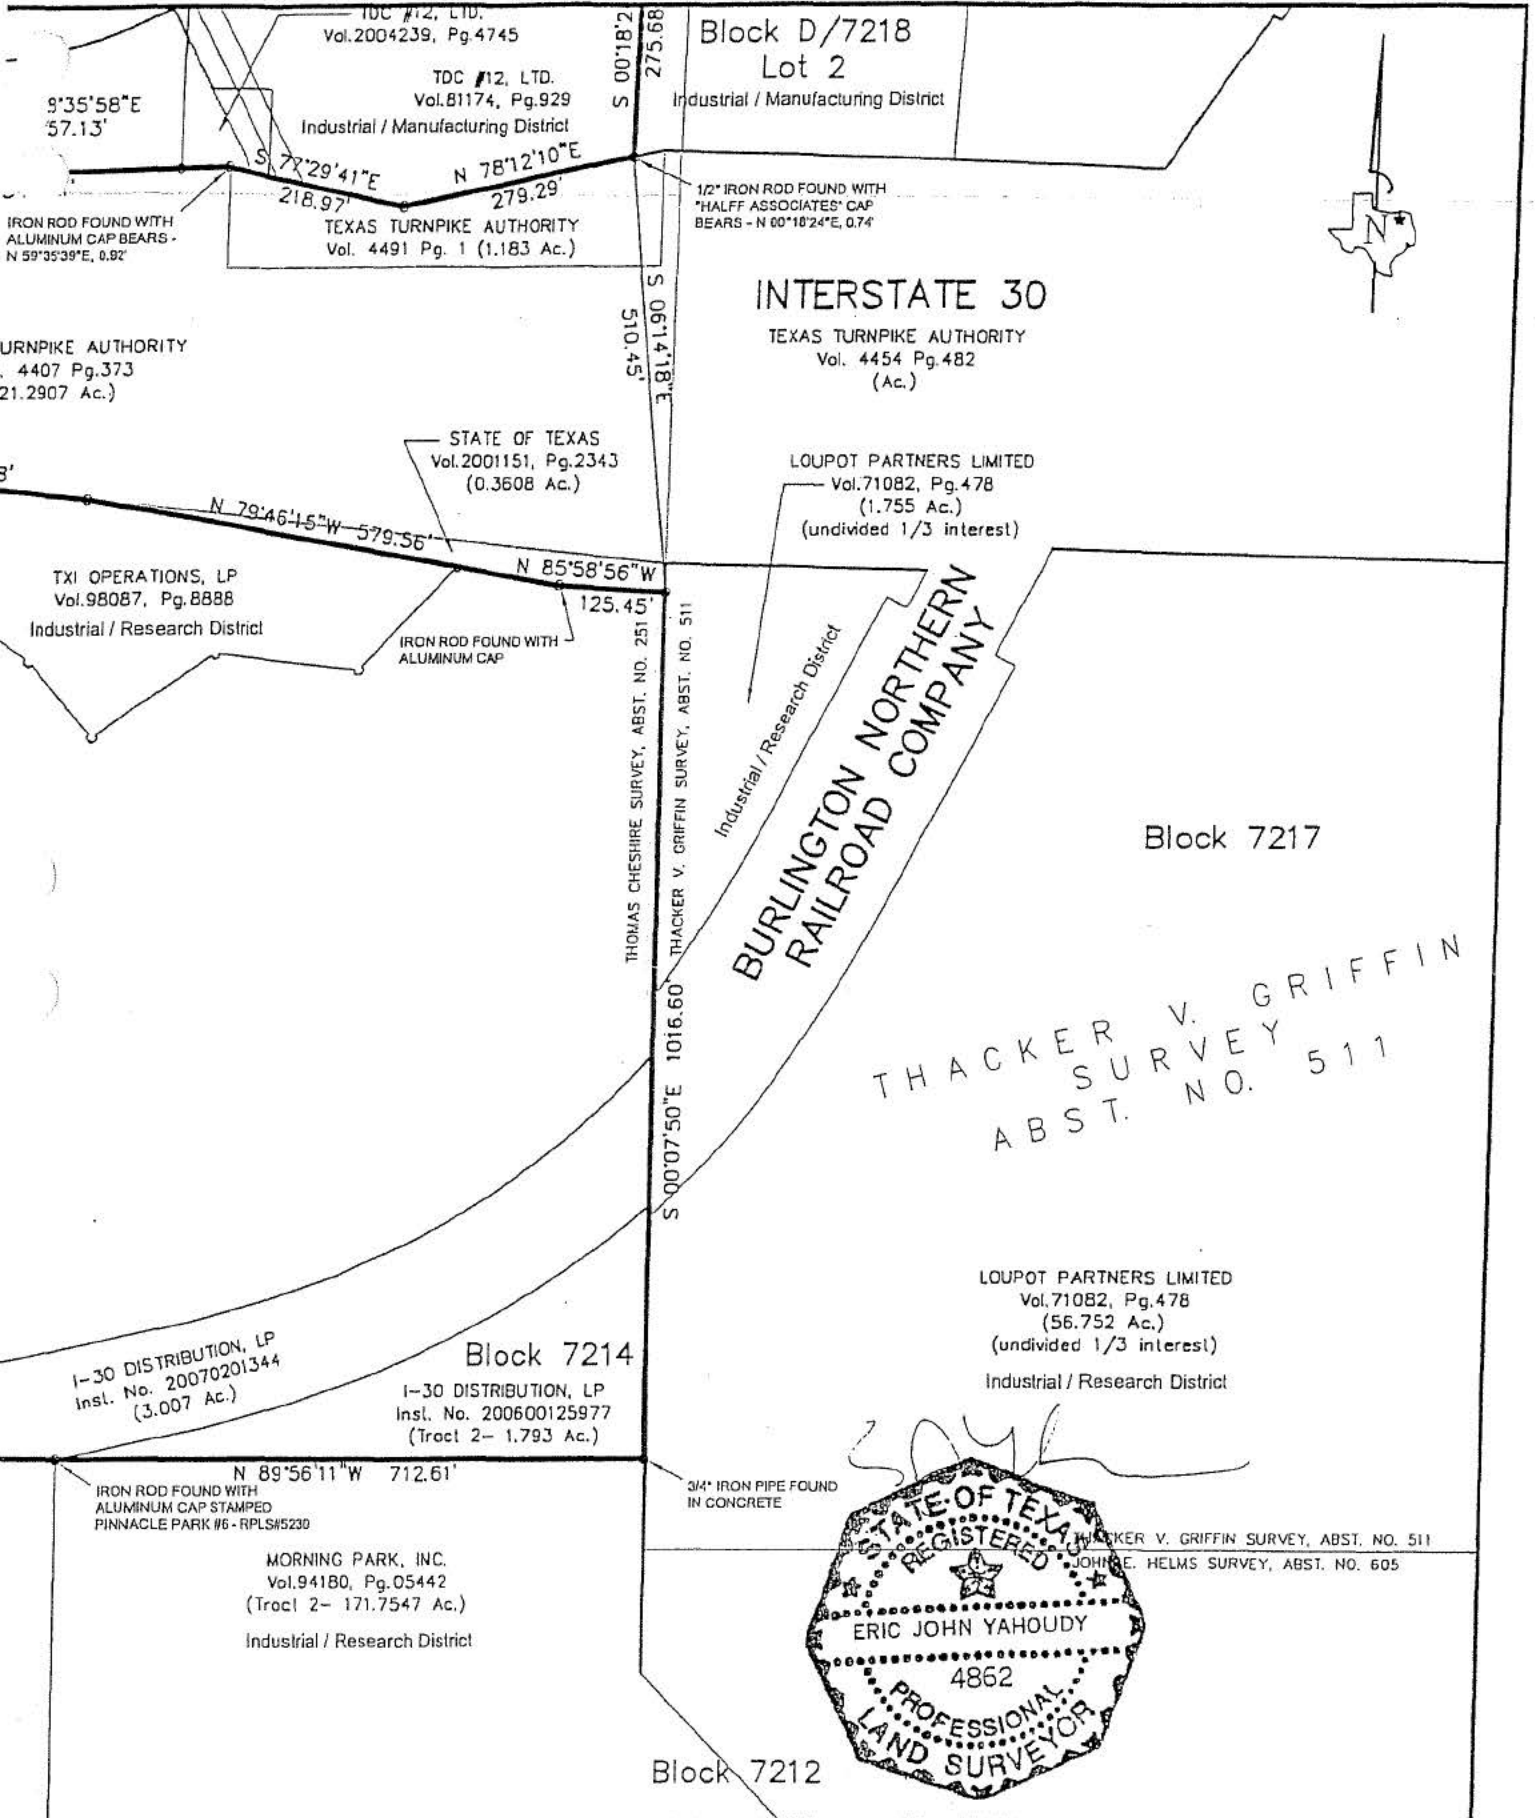 TDC #12, LTD.
Vol.2004239, Pg.4745
TDC #12, LTD.
Vol.81174, Pg.929
Industrial / Manufacturing District
S 00°18'2
275.68
Block D/7218
Lot 2
Industrial / Manufacturing District
9°35'58"E
57.13'
S 77°29'41"E
218.97'
N 78°12'10"E
279.29'
1/2" IRON ROD FOUND WITH
"HALFF ASSOCIATES" CAP
BEARS - N 00°18'24"E, 0.74'
IRON ROD FOUND WITH
ALUMINUM CAP BEARS -
N 59°35'39"E, 0.92'
TEXAS TURNPIKE AUTHORITY
Vol. 4491 Pg. 1 (1.183 Ac.)
N
S 06°14'18"E
510.45'
INTERSTATE 30
TEXAS TURNPIKE AUTHORITY
Vol. 4454 Pg.482
(Ac.)
URNPIKE AUTHORITY
. 4407 Pg.373
21.2907 Ac.)
STATE OF TEXAS
Vol.2001151, Pg.2343
(0.3608 Ac.)
LOUPOT PARTNERS LIMITED
Vol.71082, Pg.478
(1.755 Ac.)
(undivided 1/3 interest)
8'
N 79°46'15"W 579.56'
N 85°58'56"W
125.45'
TXI OPERATIONS, LP
Vol.98087, Pg.8888
Industrial / Research District
IRON ROD FOUND WITH
ALUMINUM CAP
THOMAS CHESHIRE SURVEY, ABST. NO. 251
THACKER V. GRIFFIN SURVEY, ABST. NO. 511
S 00°07'50"E 1016.60'
Industrial / Research District
BURLINGTON NORTHERN
RAILROAD COMPANY
Block 7217
THACKER V. GRIFFIN
SURVEY
ABST. NO. 511
LOUPOT PARTNERS LIMITED
Vol.71082, Pg.478
(56.752 Ac.)
(undivided 1/3 interest)
Industrial / Research District
I-30 DISTRIBUTION, LP
Inst. No. 20070201344
(3.007 Ac.)
Block 7214
I-30 DISTRIBUTION, LP
Inst. No. 200600125977
(Tract 2- 1.793 Ac.)
N 89°56'11"W 712.61'
IRON ROD FOUND WITH
ALUMINUM CAP STAMPED
PINNACLE PARK #6 - RPLS#5230
3/4" IRON PIPE FOUND
IN CONCRETE
MORNING PARK, INC.
Vol.94180, Pg.05442
(Tract 2- 171.7547 Ac.)
Industrial / Research District
THACKER V. GRIFFIN SURVEY, ABST. NO. 511
JOHN E. HELMS SURVEY, ABST. NO. 605
STATE OF TEXAS
REGISTERED
ERIC JOHN YAHOUDY
4862
PROFESSIONAL
LAND SURVEYOR
Block 7212